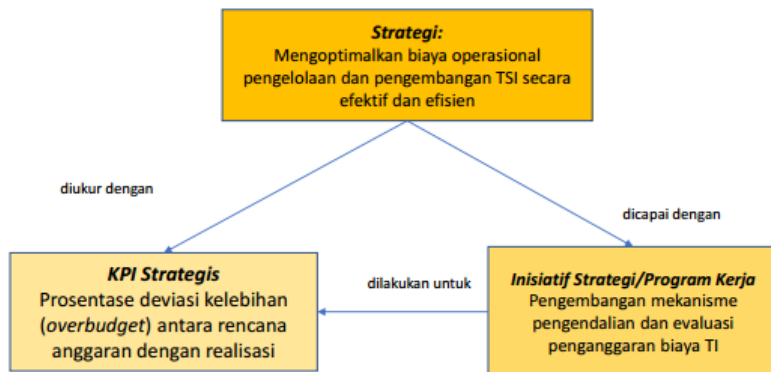 Strategi:
Mengoptimalkan biaya operasional
pengelolaan dan pengembangan TSI secara
efektif dan efisien
diukur dengan
dicapai dengan
KPI Strategis
Prosentase deviasi kelebihan
(overbudget) antara rencana
anggaran dengan realisasi
dilakukan untuk
Inisiatif Strategi/Program Kerja
Pengembangan mekanisme
pengendalian dan evaluasi
penganggaran biaya TI